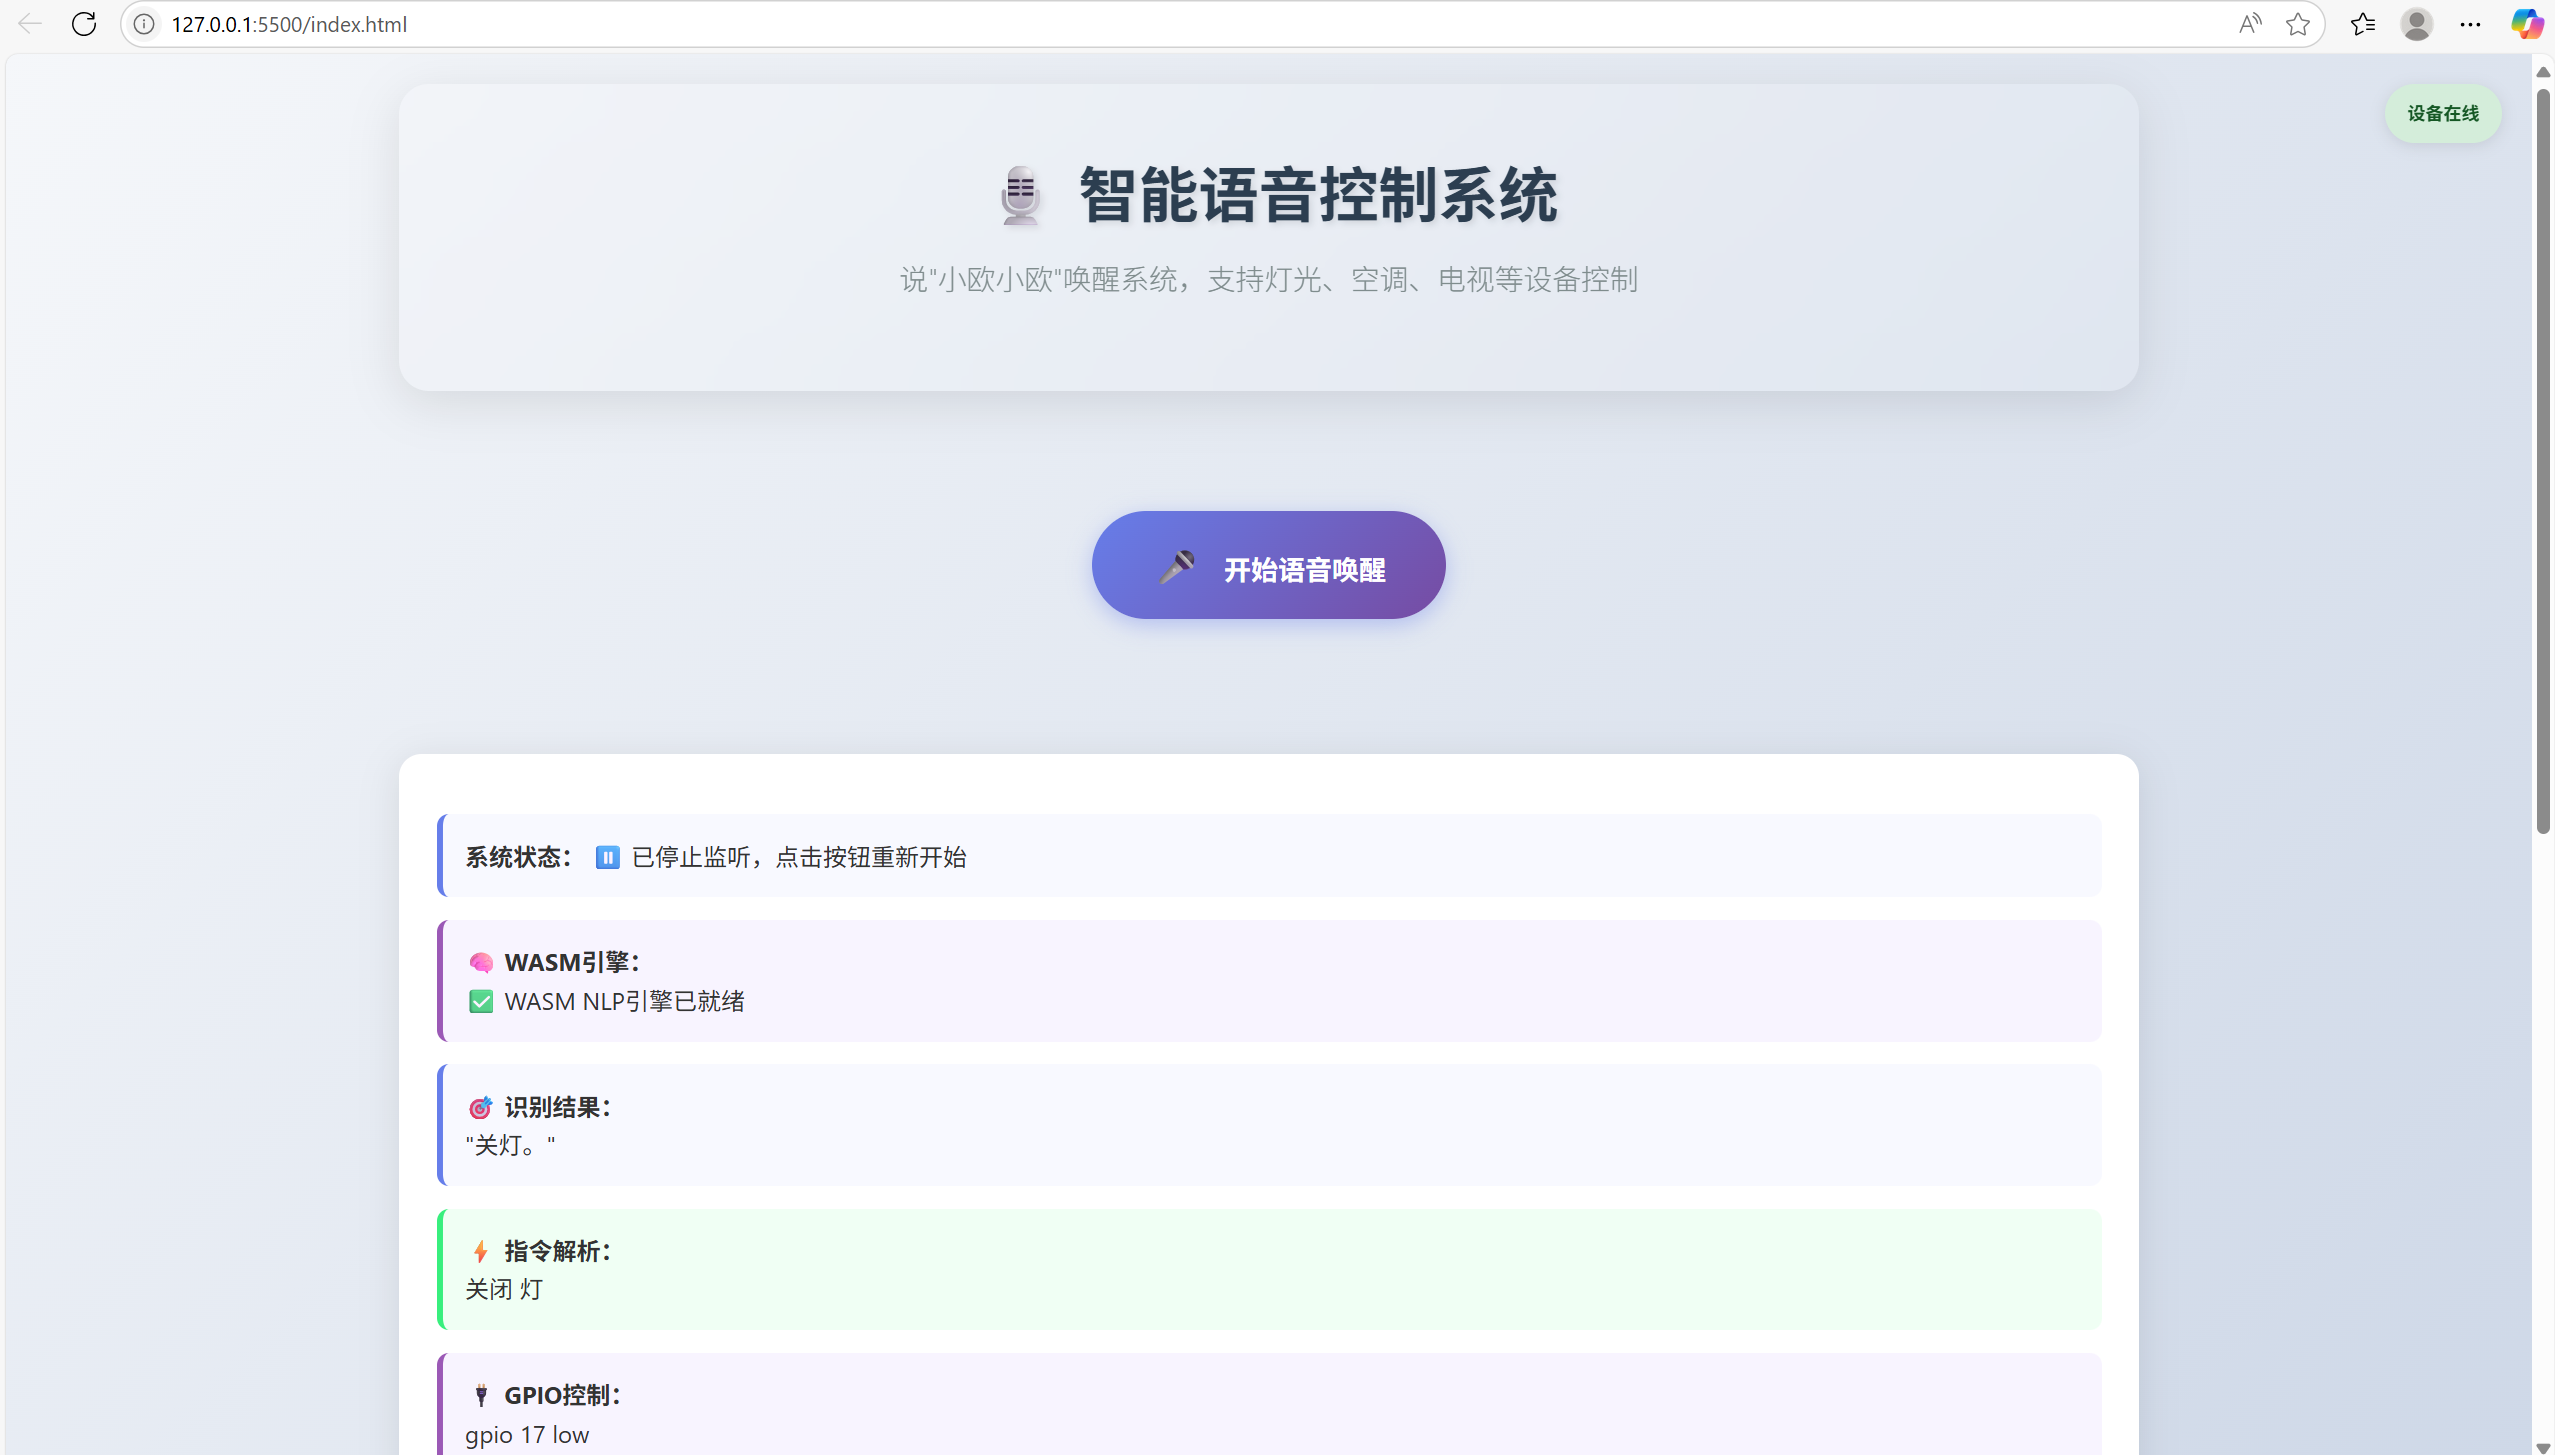 127.0.0.1:5500/index.html
设备在线
智能语音控制系统
说"小欧小欧"唤醒系统，支持灯光、空调、电视等设备控制
开始语音唤醒
系统状态： 已停止监听，点击按钮重新开始
WASM引擎：
WASM NLP引擎已就绪
识别结果：
"关灯。"
指令解析：
关闭 灯
GPIO控制：
gpio 17 low